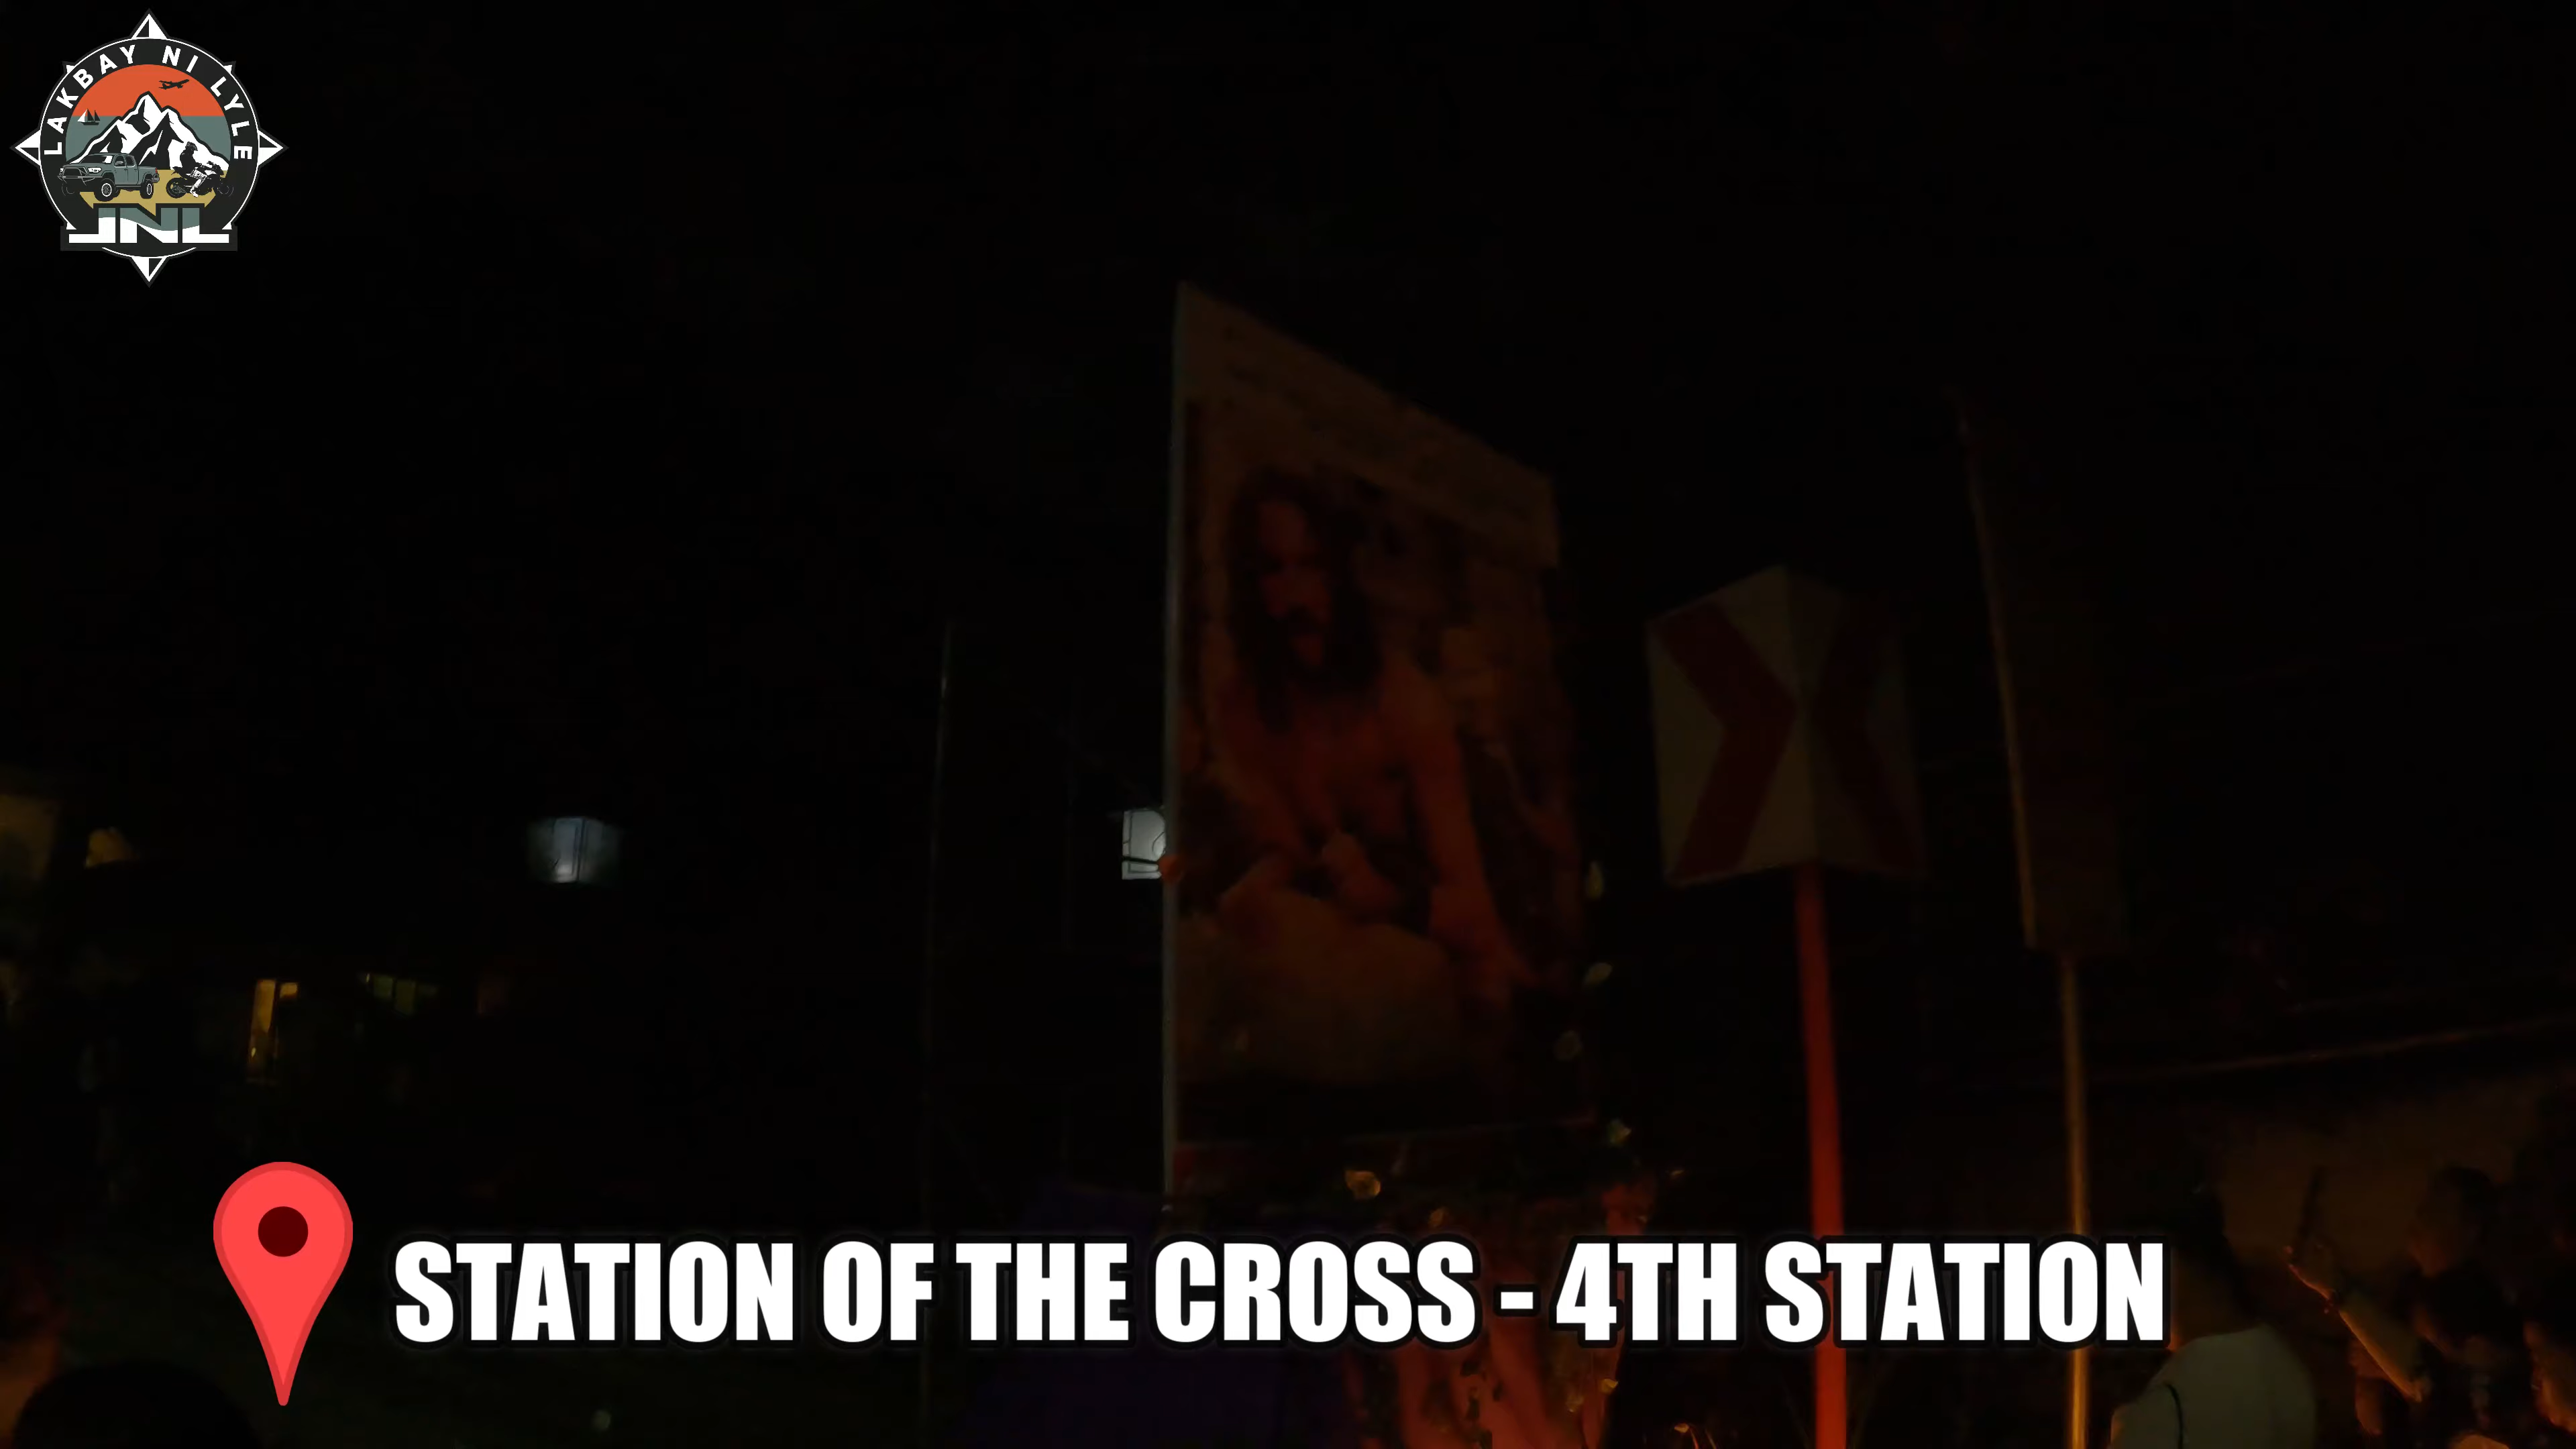 LAKBAY NI LYLE
JNL
STATION OF THE CROSS - 4TH STATION